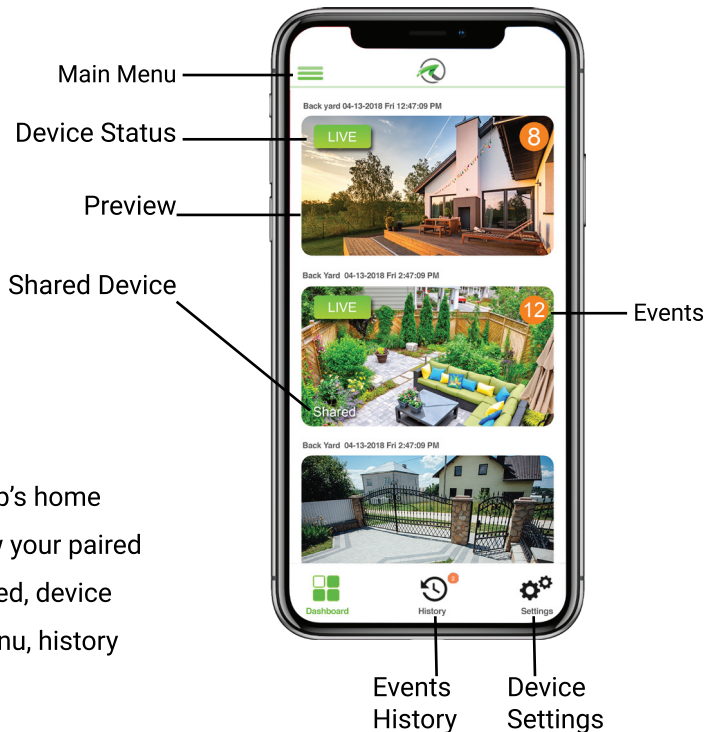 Main Menu
Back yard 04-13-2018 Fri 12:47:09 PM
Device Status
LIVE
8
Preview
Back Yard 04-13-2018 Fri 2:47:09 PM
Shared Device
LIVE
12
Events
Shared
Back Yard 04-13-2018 Fri 2:47:09 PM
p's home
your paired
ed, device
nu, history
3
Dashboard
History
Settings
Events
History
Device
Settings